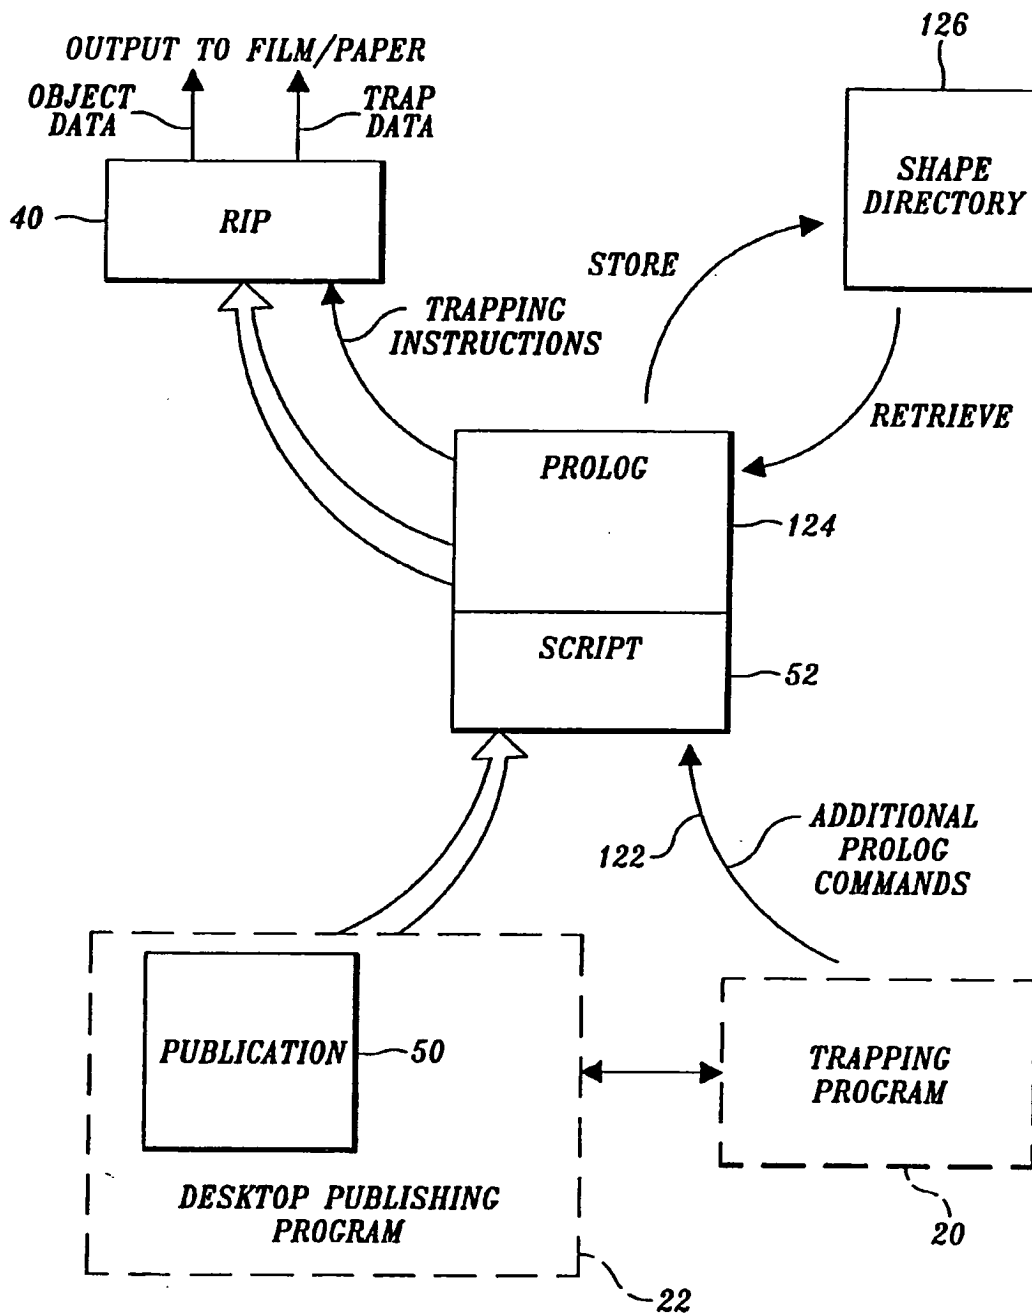 126
OUTPUT TO FILM/PAPER
OBJECT
DATA
TRAP
DATA
SHAPE
DIRECTORY
40
RIP
STORE
TRAPPING
INSTRUCTIONS
RETRIEVE
PROLOG
124
SCRIPT
52
ADDITIONAL
PROLOG
COMMANDS
122
PUBLICATION
50
TRAPPING
PROGRAM
DESKTOP PUBLISHING
PROGRAM
20
22